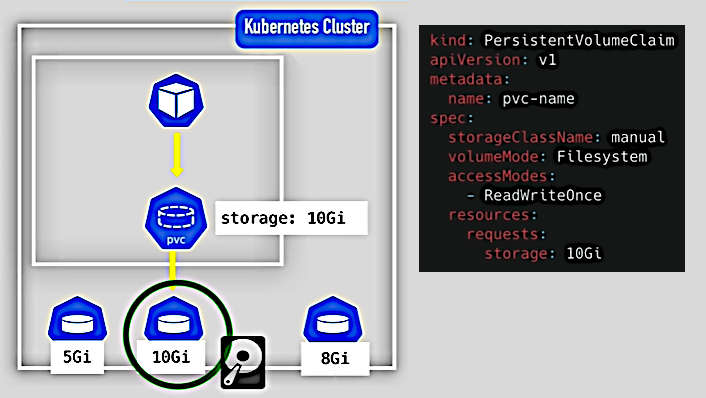 Kubernetes Cluster
pvc
storage: 10Gi
5Gi
10Gi
8Gi
kind: PersistentVolumeClaim
apiVersion: v1
metadata:
  name: pvc-name
spec:
  storageClassName: manual
  volumeMode: Filesystem
  accessModes:
    - ReadWriteOnce
  resources:
    requests:
      storage: 10Gi